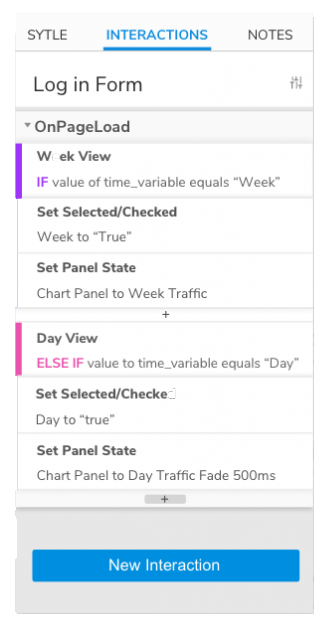 SYTLE INTERACTIONS NOTES
Log in Form
OnPageLoad
W ek View
IF value of time_variable equals “Week”
Set Selected/Checked
Week to “True”
Set Panel State
Chart Panel to Week Traffic
+
Day View
ELSE IF value to time_variable equals “Day”
Set Selected/Checke
Day to “true”
Set Panel State
Chart Panel to Day Traffic Fade 500ms
+
New Interaction